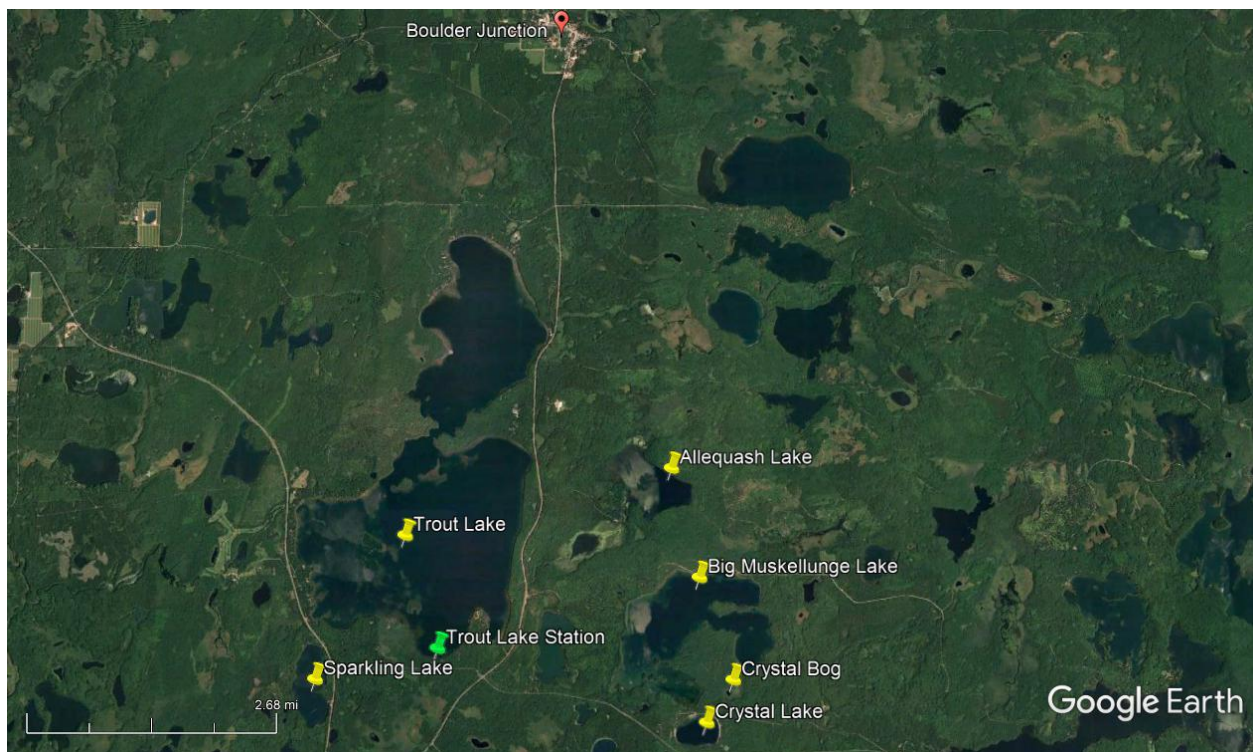 Boulder Junction
Allequash Lake
Trout Lake
Big Muskellunge Lake
Trout Lake Station
Sparkling Lake
Crystal Bog
2.68 mi
Crystal Lake
Google Earth